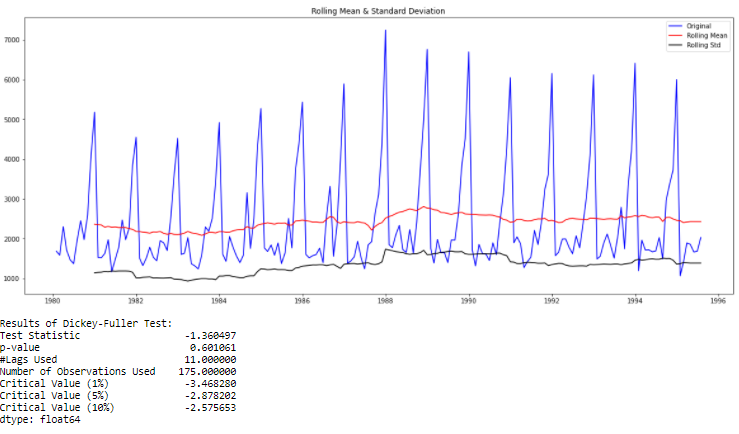 Rolling Mean & Standard Deviation
Original
Rolling Mean
Rolling Std
7000
6000
5000
4000
3000
2000
1000
1980
1982
1984
1986
1988
1990
1992
1994
1996
Results of Dickey-Fuller Test:
Test Statistic -1.360497
p-value 0.601061
#Lags Used 11.000000
Number of Observations Used 175.000000
Critical Value (1%) -3.468280
Critical Value (5%) -2.878202
Critical Value (10%) -2.575653
dtype: float64